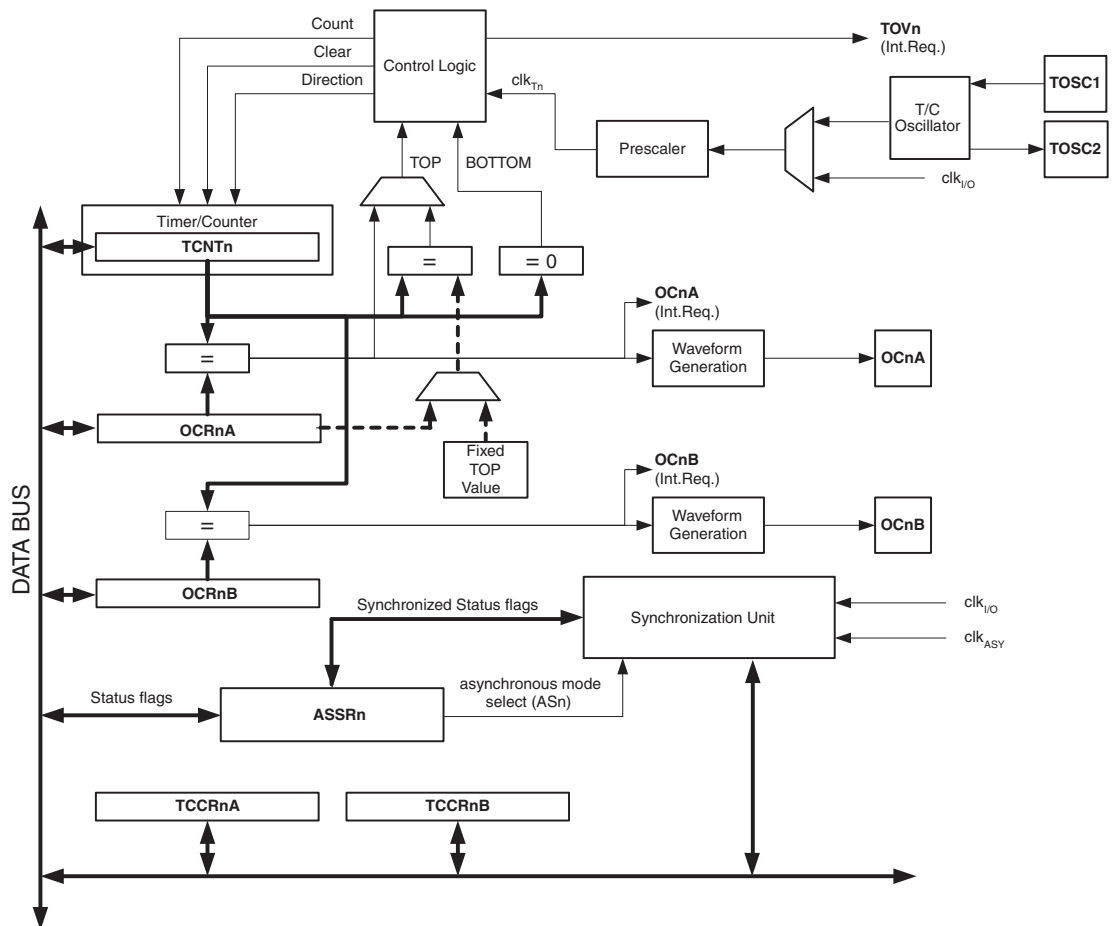 Count
Clear
Direction
Control Logic
TOVn
(Int.Req.)
clkTn
TOSC1
T/C
Oscillator
Prescaler
TOSC2
TOP
BOTTOM
clkI/O
Timer/Counter
TCNTn
=
= 0
OCnA
(Int.Req.)
=
Waveform
Generation
OCnA
OCRnA
Fixed
TOP
Value
OCnB
(Int.Req.)
=
Waveform
Generation
OCnB
DATA BUS
OCRnB
Synchronized Status flags
Synchronization Unit
clkI/O
clkASY
Status flags
ASSRn
asynchronous mode
select (ASn)
TCCRnA
TCCRnB